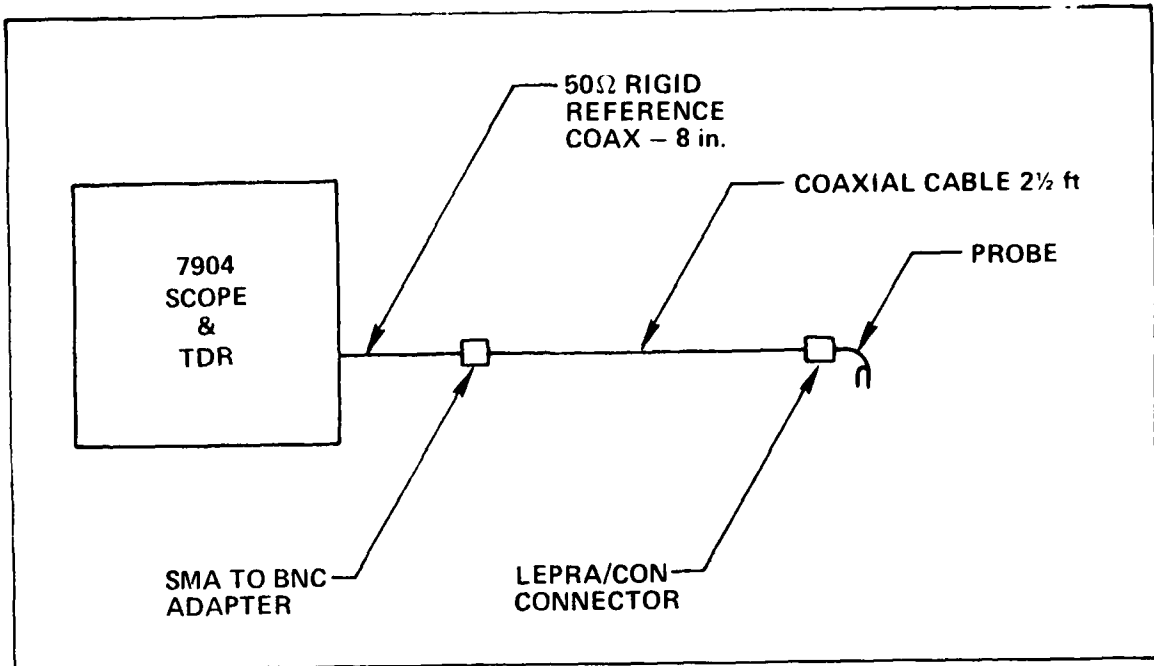 50Ω RIGID
REFERENCE
COAX – 8 in.
COAXIAL CABLE 2½ ft
PROBE
7904
SCOPE
&
TDR
SMA TO BNC
ADAPTER
LEPRA/CON
CONNECTOR